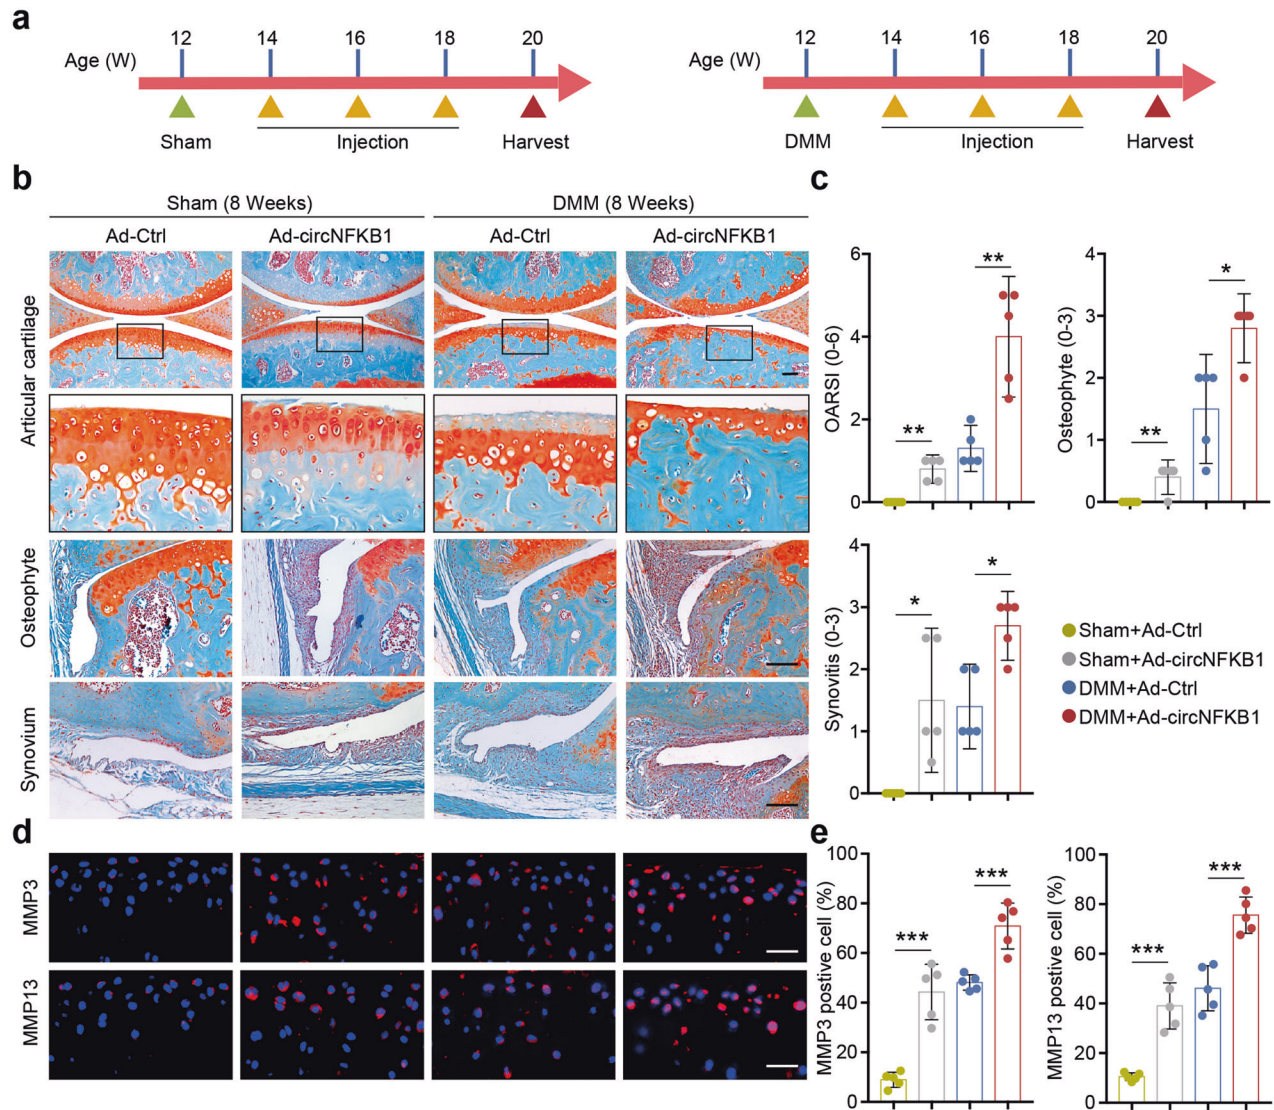 a
12 14 16 18 20
Age (W)
Sham Injection Harvest
12 14 16 18 20
Age (W)
DMM Injection Harvest
b
Sham (8 Weeks) DMM (8 Weeks)
Ad-Ctrl Ad-circNFKB1 Ad-Ctrl Ad-circNFKB1
Articular cartilage
Osteophyte
Synovium
c
OARSI (0-6)
6
4
2
0
**
**
Osteophyte (0-3)
4
3
2
1
0
**
*
Synovitis (0-3)
4
3
2
1
0
*
*
Sham+Ad-Ctrl
Sham+Ad-circNFKB1
DMM+Ad-Ctrl
DMM+Ad-circNFKB1
d
MMP3
MMP13
e
MMP3 postive cell (%)
100
80
60
40
20
0
***
***
MMP13 postive cell (%)
100
80
60
40
20
0
***
***